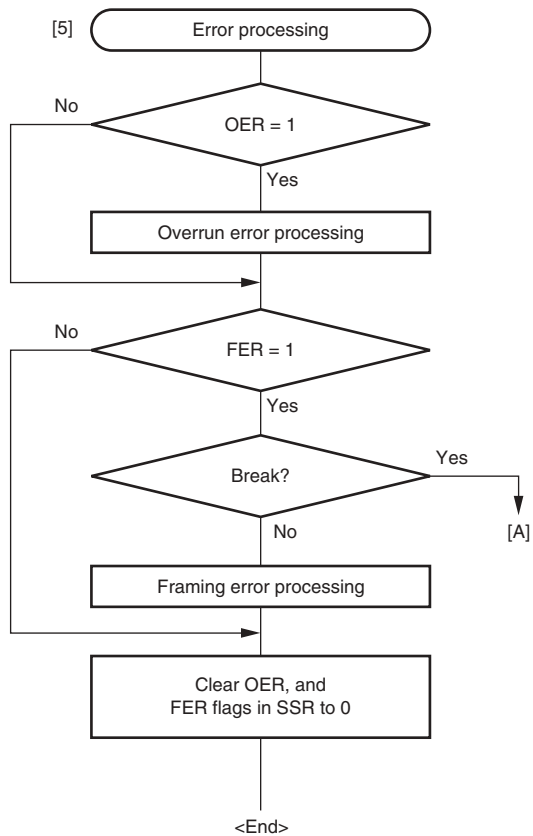 [5]
Error processing
No
OER = 1
Yes
Overrun error processing
No
FER = 1
Yes
Break?
Yes
[A]
No
Framing error processing
Clear OER, and
FER flags in SSR to 0
<End>